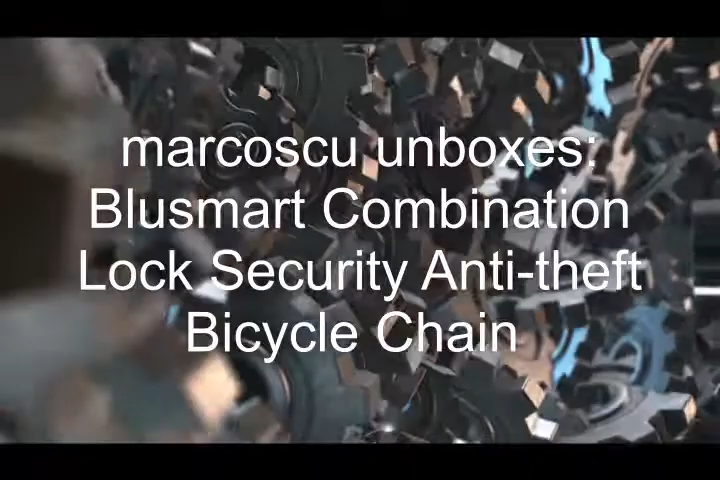 marcoscu unboxes:
Blusmart Combination
Lock Security Anti-theft
Bicycle Chain